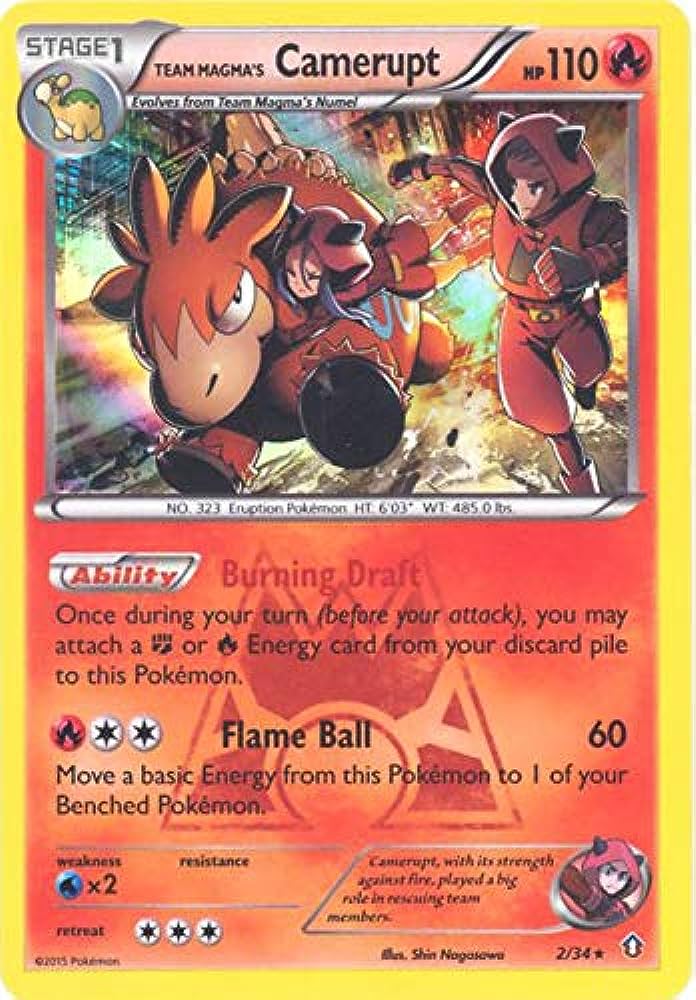 STAGE1
TEAM MAGMA'S Camerupt HP110
Evolves from Team Magma's Numel
NO. 323 Eruption Pokémon HT: 6'03" WT: 485.0 lbs.
Ability Burning Draft
Once during your turn (before your attack), you may
attach a or Energy card from your discard pile
to this Pokémon.
Flame Ball 60
Move a basic Energy from this Pokémon to 1 of your
Benched Pokémon.
weakness resistance
×2
retreat
Camerupt, with its strength
against fire, played a big
role in rescuing team
members.
Illus. Shin Nagasawa 2/34★
©2015 Pokémon